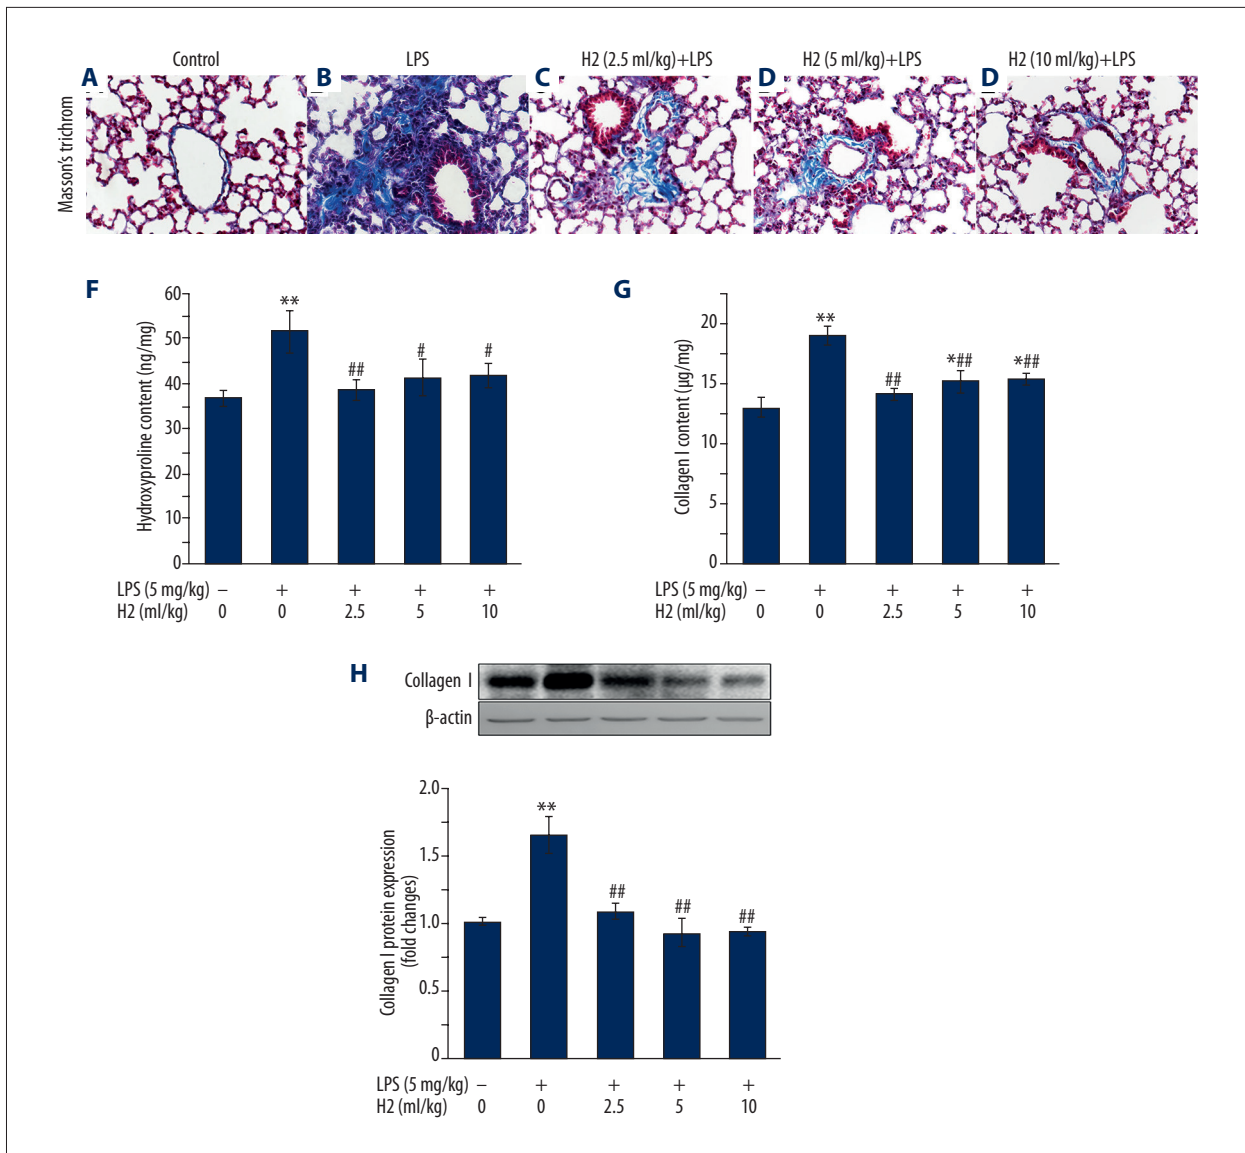 Control
LPS
H2 (2.5 ml/kg)+LPS
H2 (5 ml/kg)+LPS
H2 (10 ml/kg)+LPS
A
B
C
D
D
Masson's trichrom
F
Hydroxyproline content (ng/mg)
60
50
40
30
20
10
0
**
##
#
#
LPS (5 mg/kg) – + + + +
H2 (ml/kg) 0 0 2.5 5 10
G
Collagen I content (µg/mg)
20
15
10
5
0
**
##
*##
*##
LPS (5 mg/kg) – + + + +
H2 (ml/kg) 0 0 2.5 5 10
H
Collagen I
β-actin
Collagen I protein expression
(fold changes)
2.0
1.5
1.0
0.5
0
**
##
##
##
LPS (5 mg/kg) – + + + +
H2 (ml/kg) 0 0 2.5 5 10